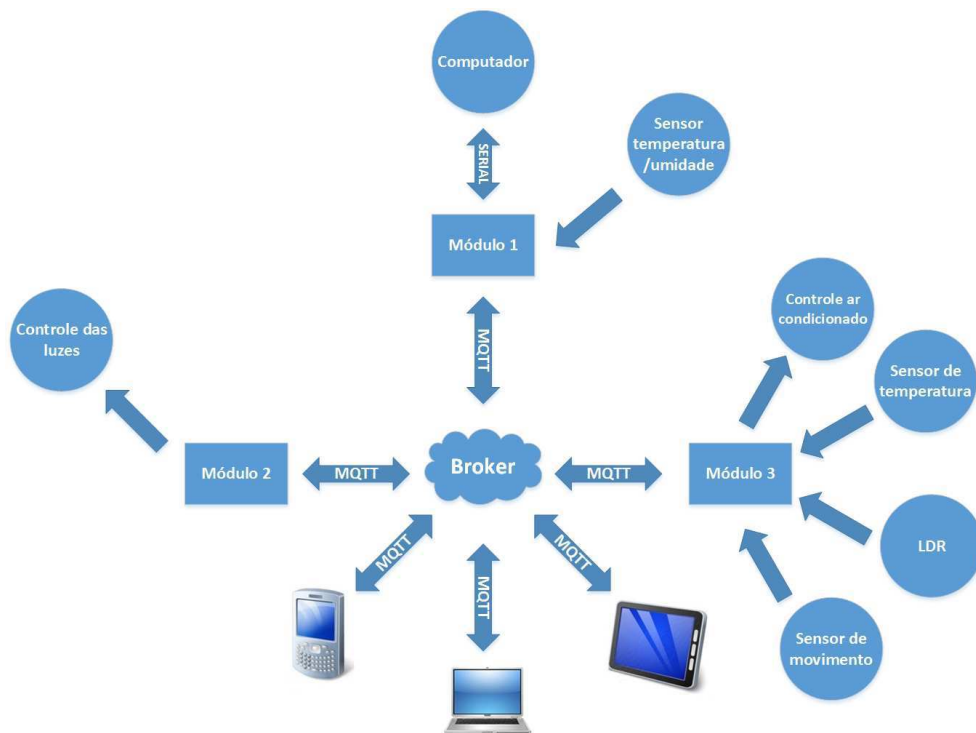 Computador
SERIAL
Sensor
temperatura
/umidade
Módulo 1
MQTT
Controle ar
condicionado
Controle das
luzes
Sensor de
temperatura
Módulo 2
MQTT
Broker
MQTT
Módulo 3
LDR
MQTT
MQTT
MQTT
Sensor de
movimento